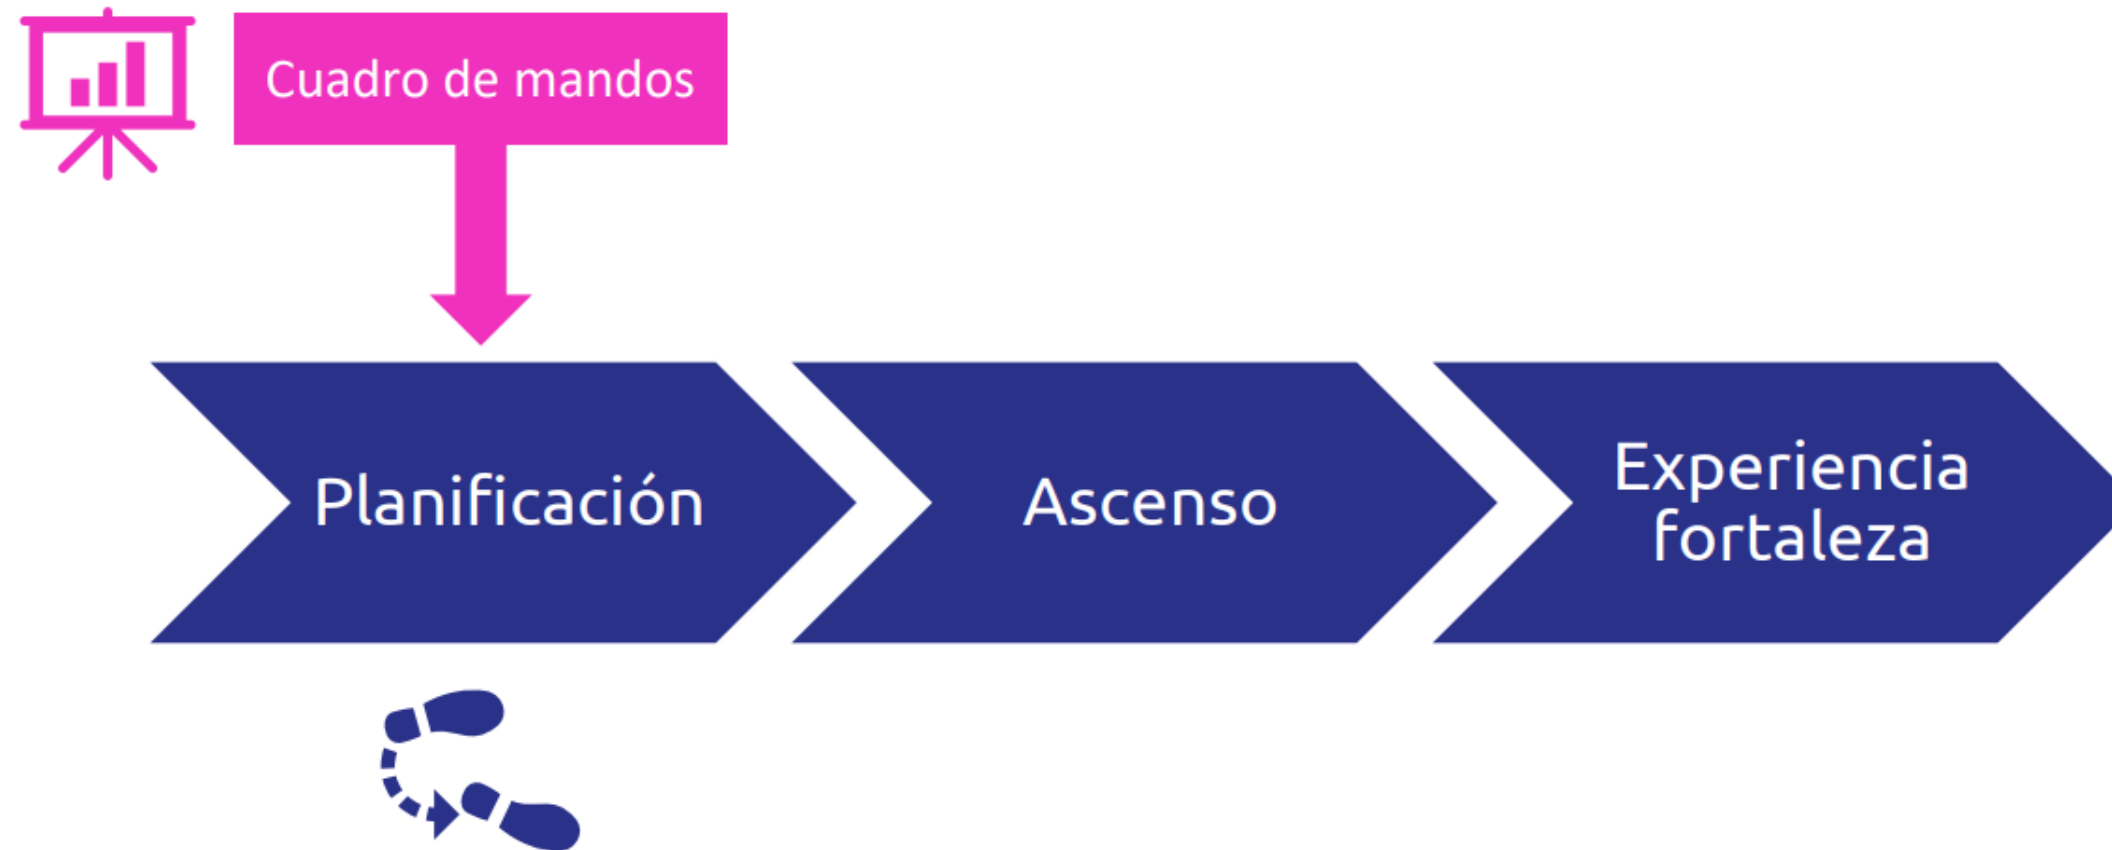 Cuadro de mandos
Planificación
Ascenso
Experiencia
fortaleza